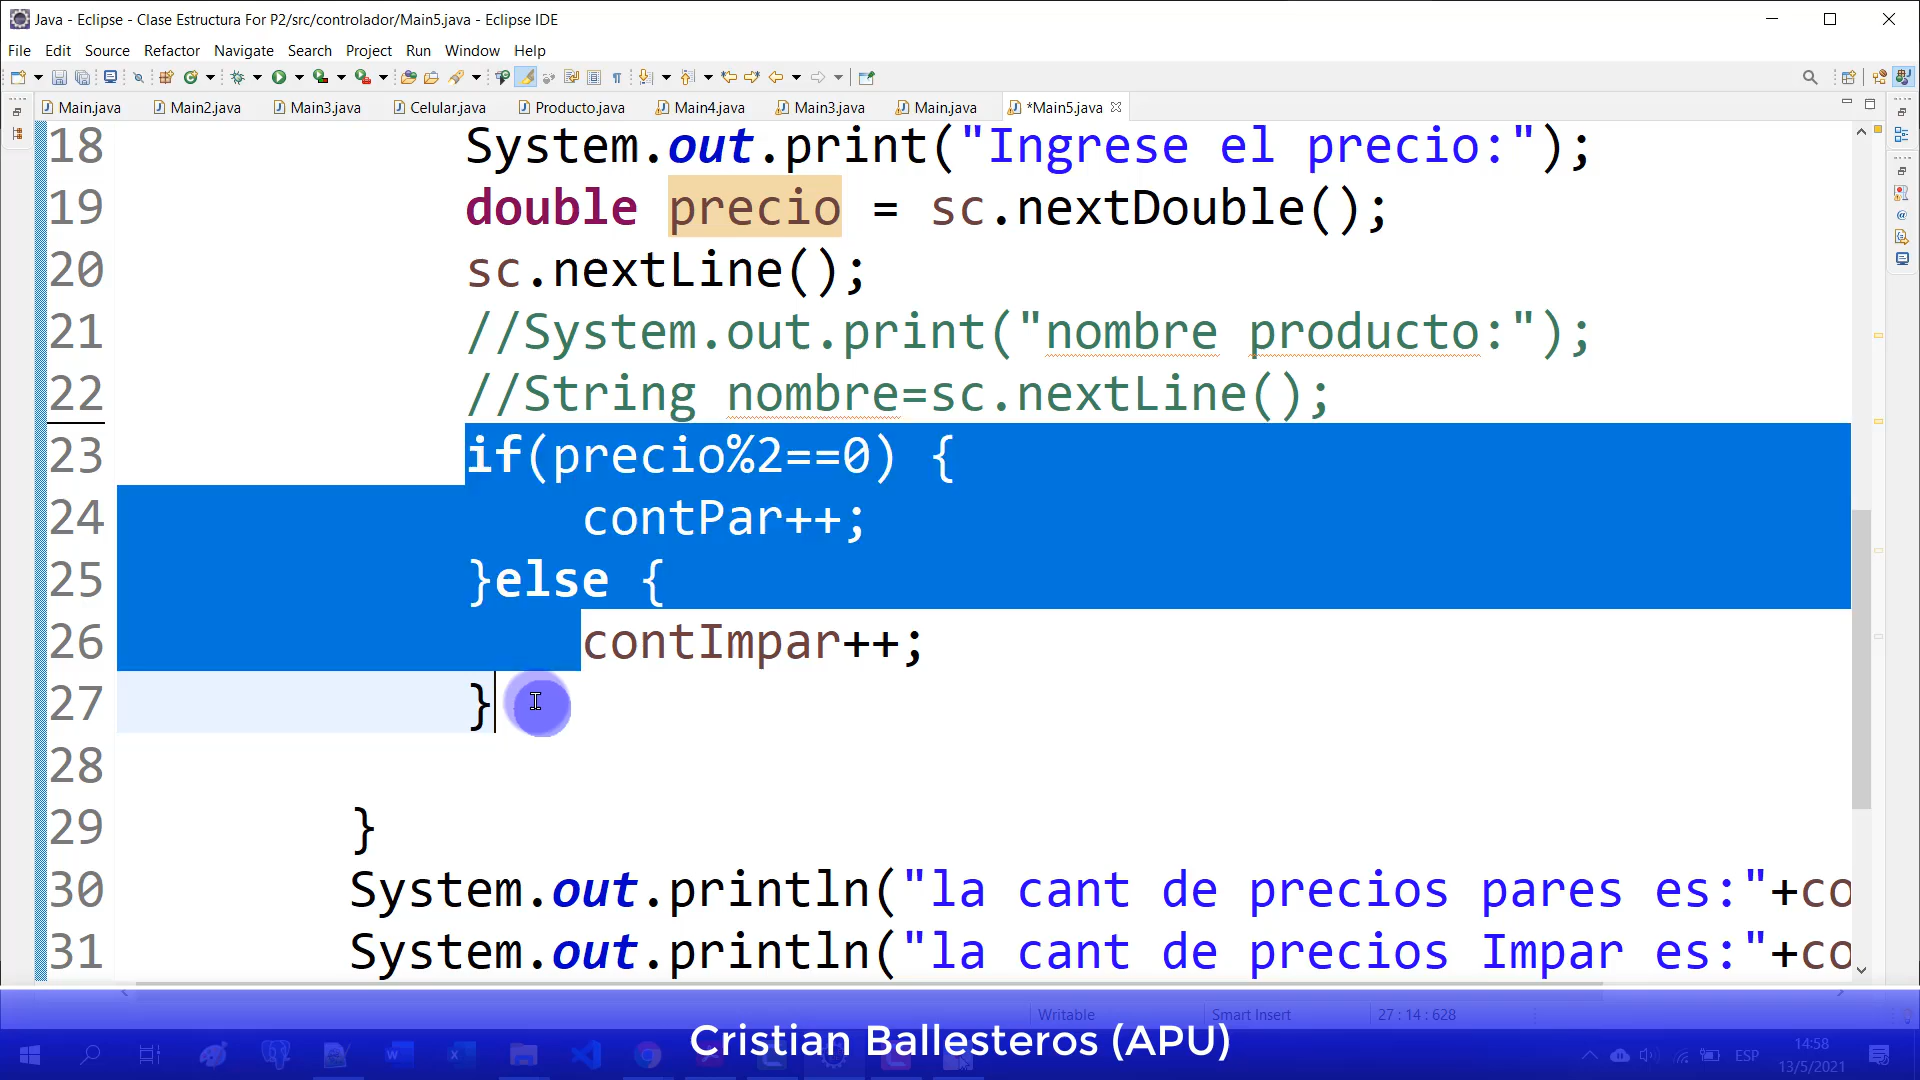 Java - Eclipse - Clase Estructura For P2/src/controlador/Main5.java - Eclipse IDE
File Edit Source Refactor Navigate Search Project Run Window Help
Main.java Main2.java Main3.java Celular.java Producto.java Main4.java Main3.java Main.java *Main5.java
18 System.out.print("Ingrese el precio:");
19 double precio = sc.nextDouble();
20 sc.nextLine();
21 //System.out.print("nombre producto:");
22 //String nombre=sc.nextLine();
23 if(precio%2==0) {
24 contPar++;
25 }else {
26 contImpar++;
27 }
28
29 }
30 System.out.println("la cant de precios pares es:"+co
31 System.out.println("la cant de precios Impar es:"+co
Writable Smart Insert 27 : 14 : 628
Cristian Ballesteros (APU)
ESP
14:58
13/5/2021